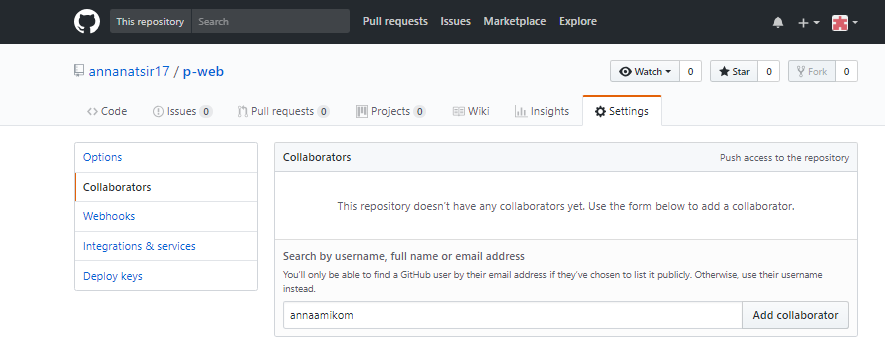 This repository Search Pull requests Issues Marketplace Explore
annanatsir17 / p-web Watch 0 Star 0 Fork 0
Code Issues 0 Pull requests 0 Projects 0 Wiki Insights Settings
Options
Collaborators
Webhooks
Integrations & services
Deploy keys
Collaborators Push access to the repository
This repository doesn't have any collaborators yet. Use the form below to add a collaborator.
Search by username, full name or email address
You'll only be able to find a GitHub user by their email address if they've chosen to list it publicly. Otherwise, use their username
instead.
annaamikom Add collaborator